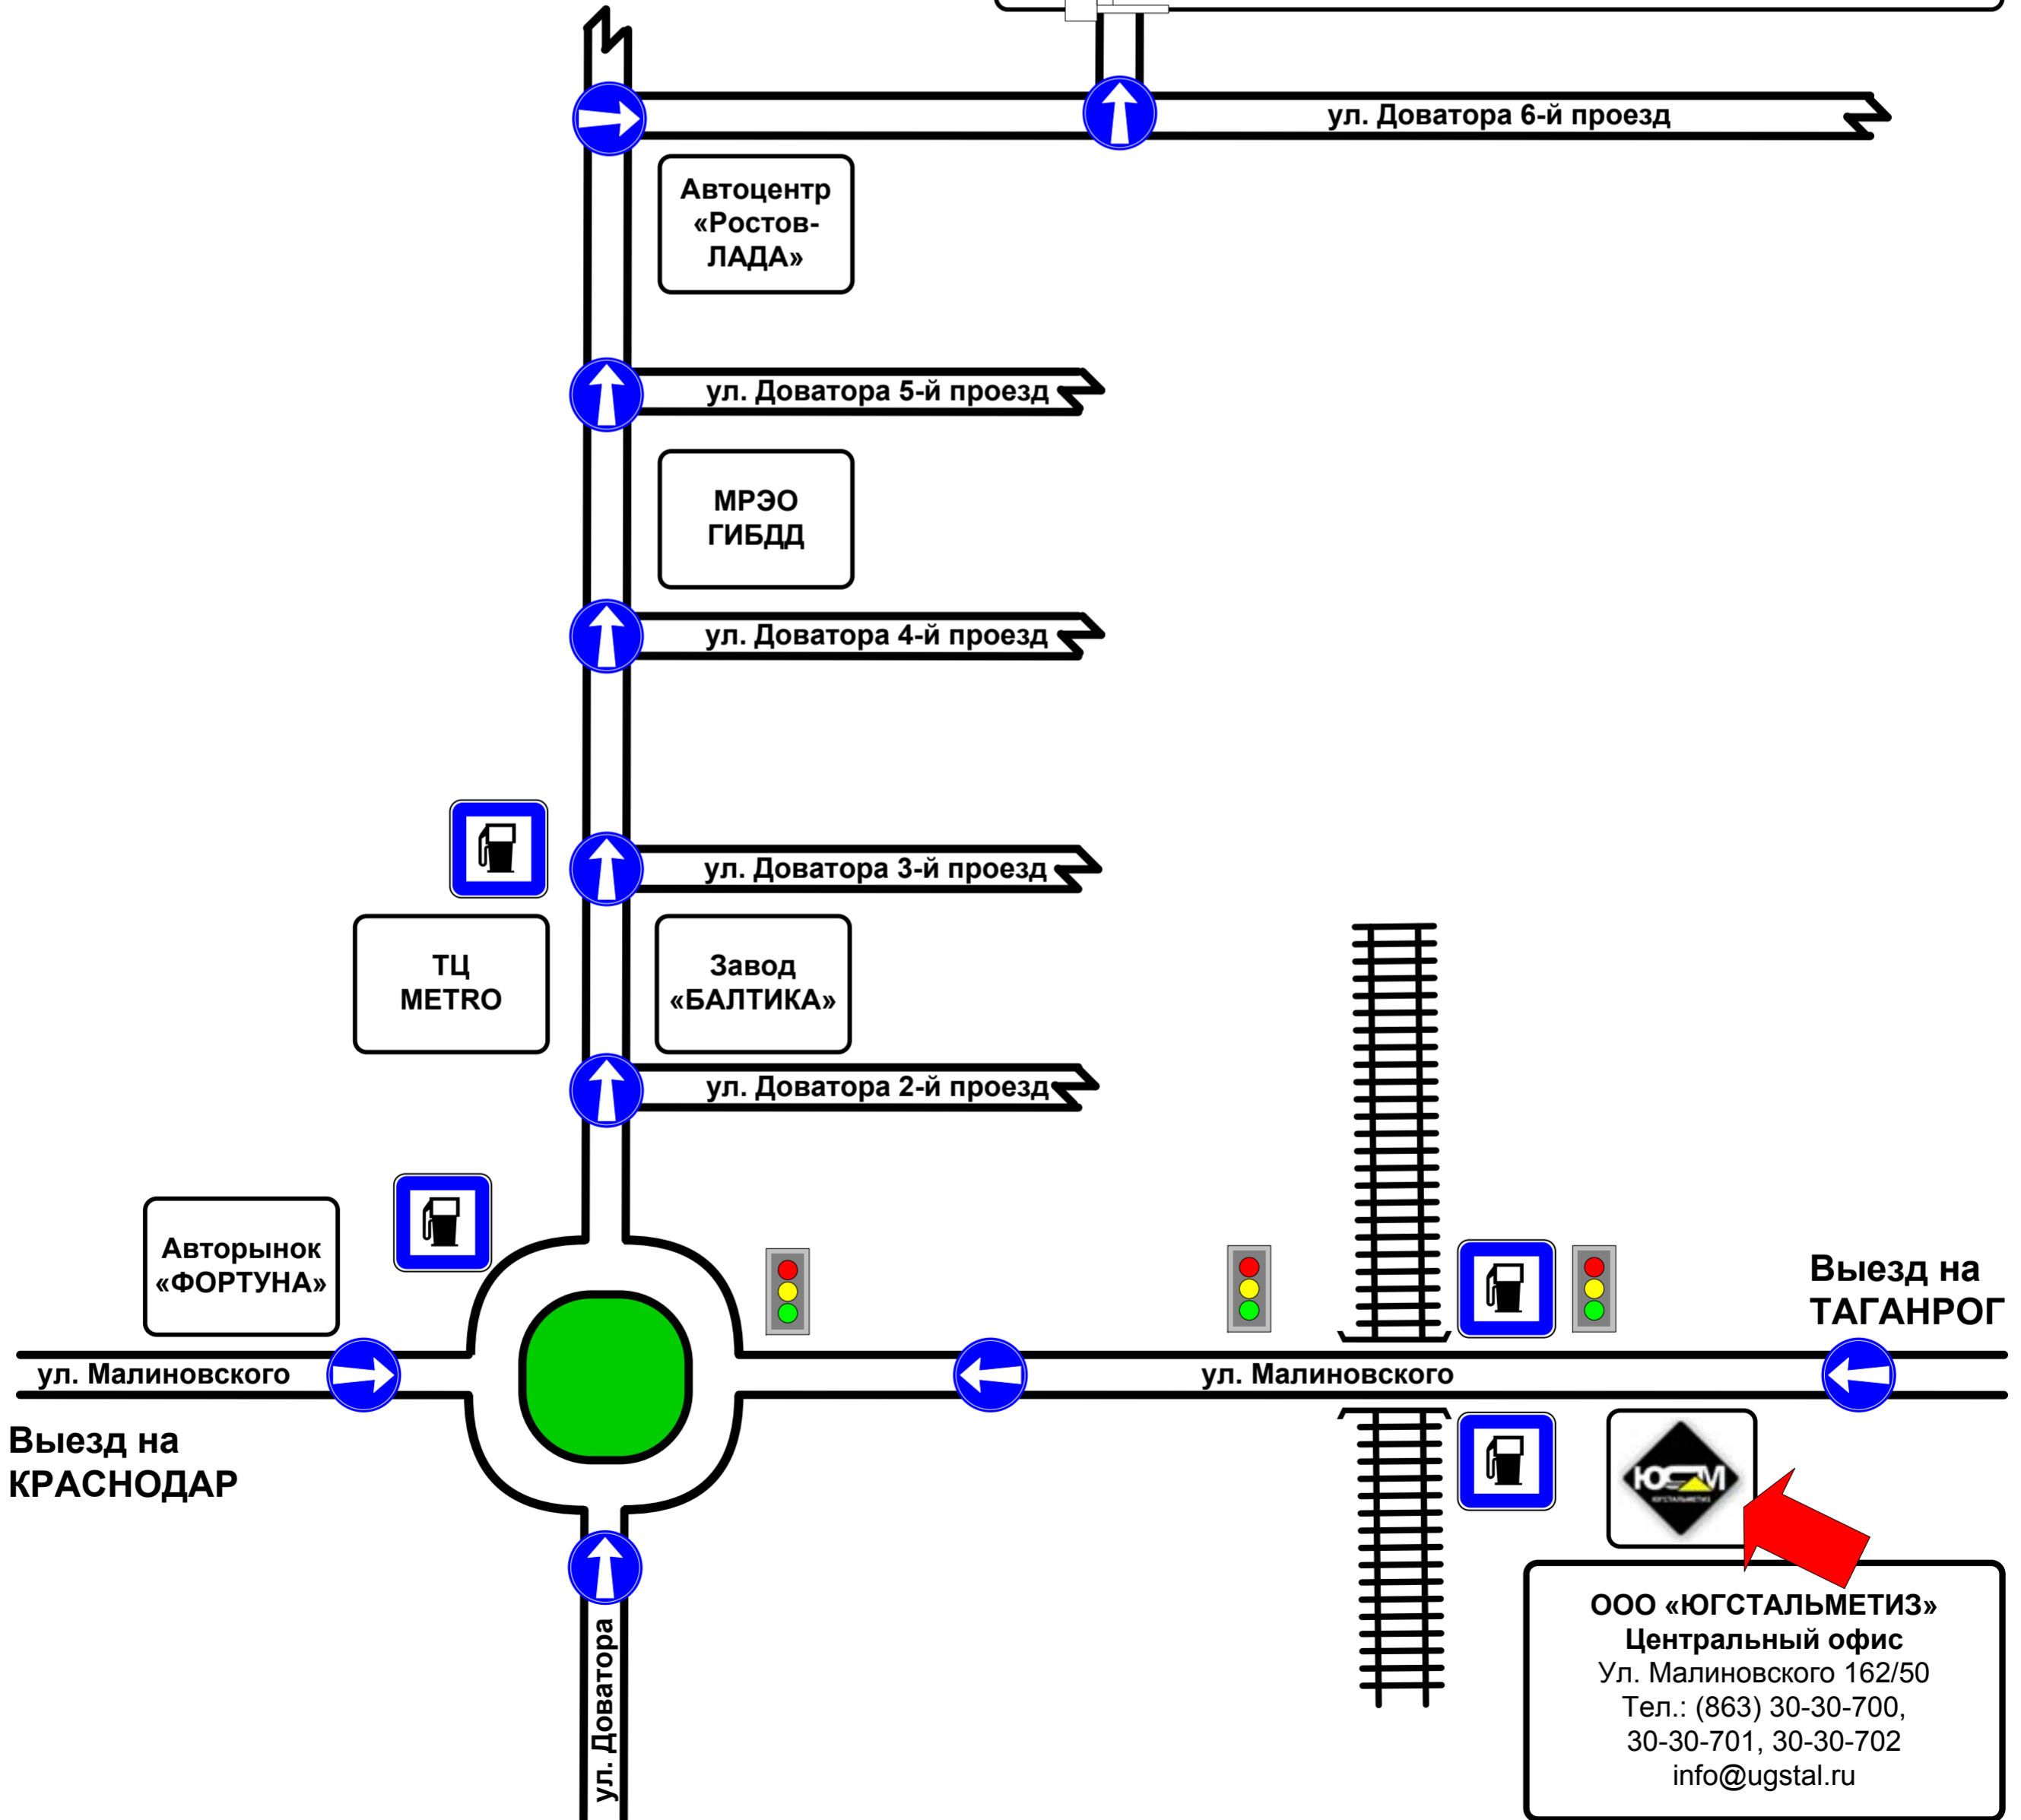 ул. Доватора 6-й проезд
Автоцентр
«Ростов-
ЛАДА»
ул. Доватора 5-й проезд
МРЭО
ГИБДД
ул. Доватора 4-й проезд
ул. Доватора 3-й проезд
ТЦ
METRO
Завод
«БАЛТИКА»
ул. Доватора 2-й проезд
Авторынок
«ФОРТУНА»
Выезд на
ТАГАНРОГ
ул. Малиновского
ул. Малиновского
Выезд на
КРАСНОДАР
ЮСМ
ЮГСТАЛЬМЕТИЗ
ул. Доватора
ООО «ЮГСТАЛЬМЕТИЗ»
Центральный офис
Ул. Малиновского 162/50
Тел.: (863) 30-30-700,
30-30-701, 30-30-702
info@ugstal.ru